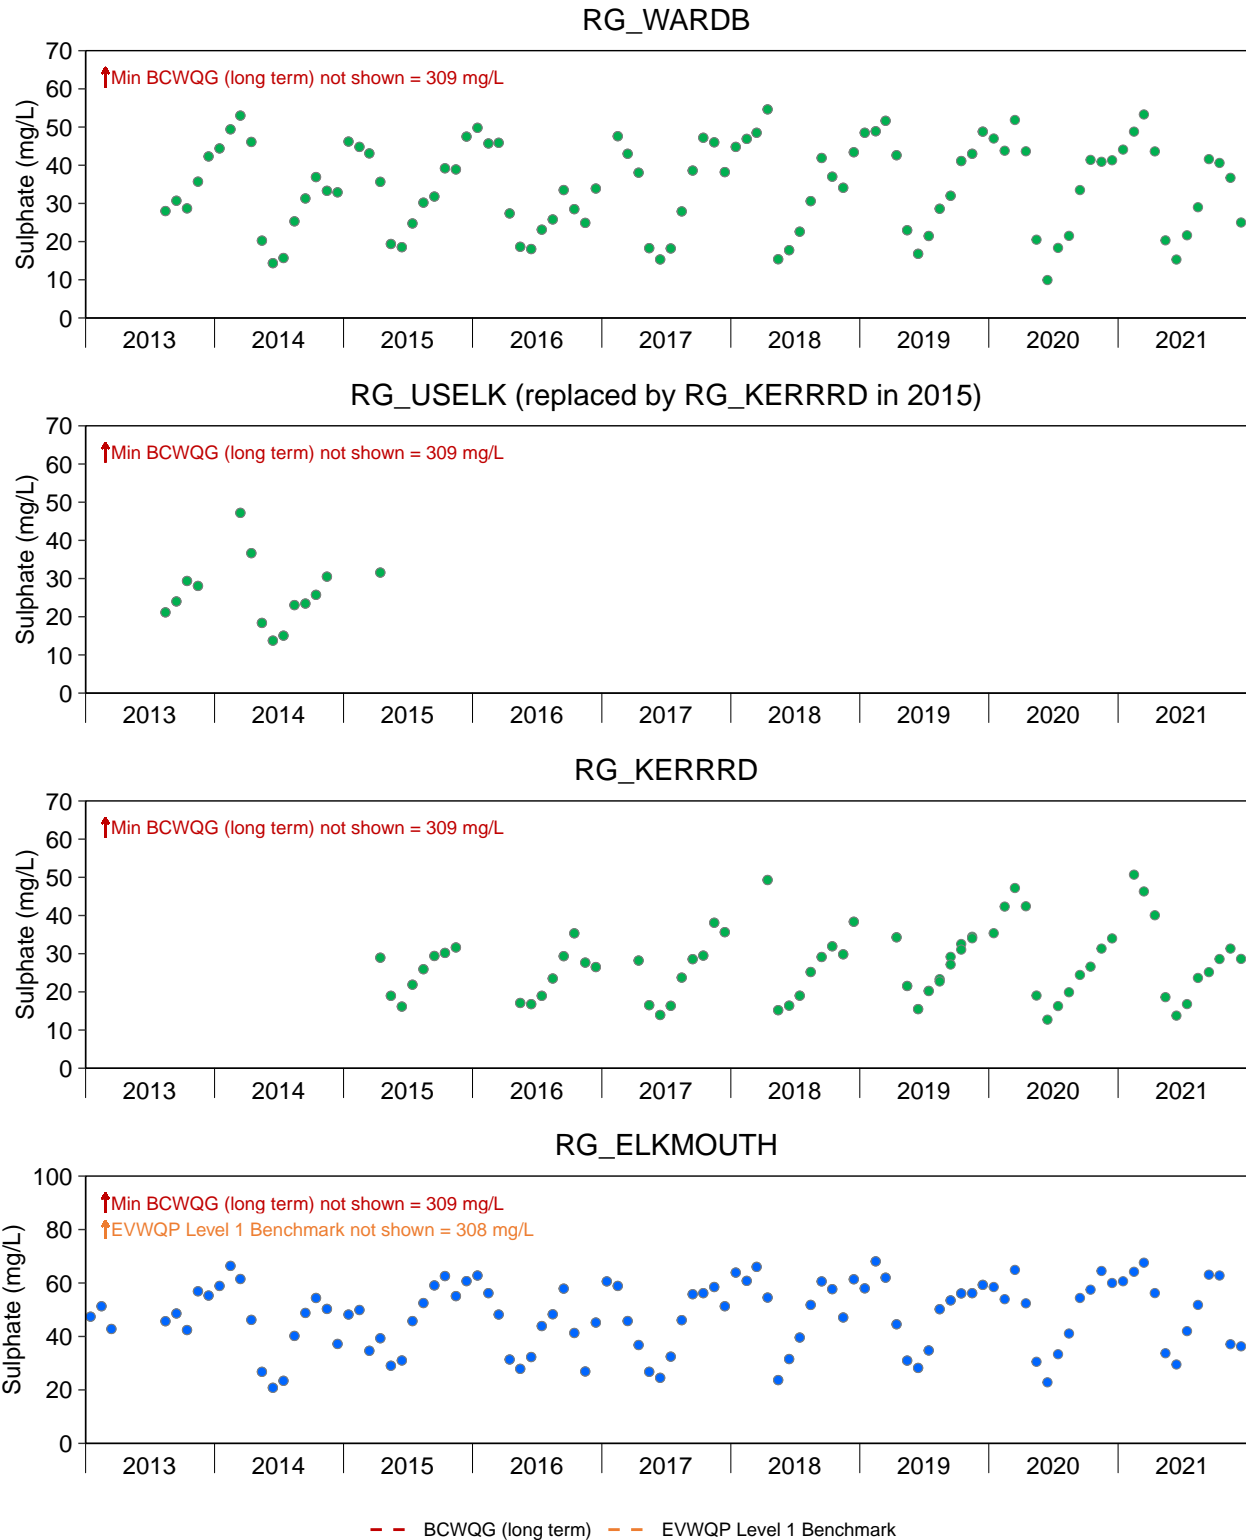 RG_WARDB
70
60
50
40
30
20
10
0
Sulphate (mg/L)
Min BCWQG (long term) not shown = 309 mg/L
2013 2014 2015 2016 2017 2018 2019 2020 2021
RG_USELK (replaced by RG_KERRRD in 2015)
70
60
50
40
30
20
10
0
Sulphate (mg/L)
Min BCWQG (long term) not shown = 309 mg/L
2013 2014 2015 2016 2017 2018 2019 2020 2021
RG_KERRRD
70
60
50
40
30
20
10
0
Sulphate (mg/L)
Min BCWQG (long term) not shown = 309 mg/L
2013 2014 2015 2016 2017 2018 2019 2020 2021
RG_ELKMOUTH
100
80
60
40
20
0
Sulphate (mg/L)
Min BCWQG (long term) not shown = 309 mg/L
EVWQP Level 1 Benchmark not shown = 308 mg/L
2013 2014 2015 2016 2017 2018 2019 2020 2021
BCWQG (long term) EVWQP Level 1 Benchmark